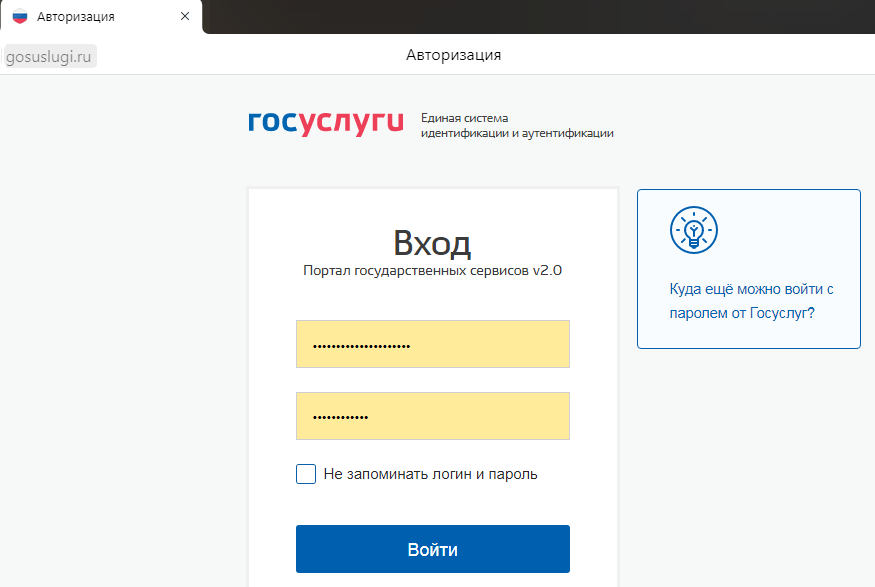 Авторизация
gosuslugi.ru
Авторизация
госуслуги
Единая система
идентификации и аутентификации
Вход
Портал государственных сервисов v2.0
Куда ещё можно войти с
паролем от Госуслуг?
Не запоминать логин и пароль
Войти